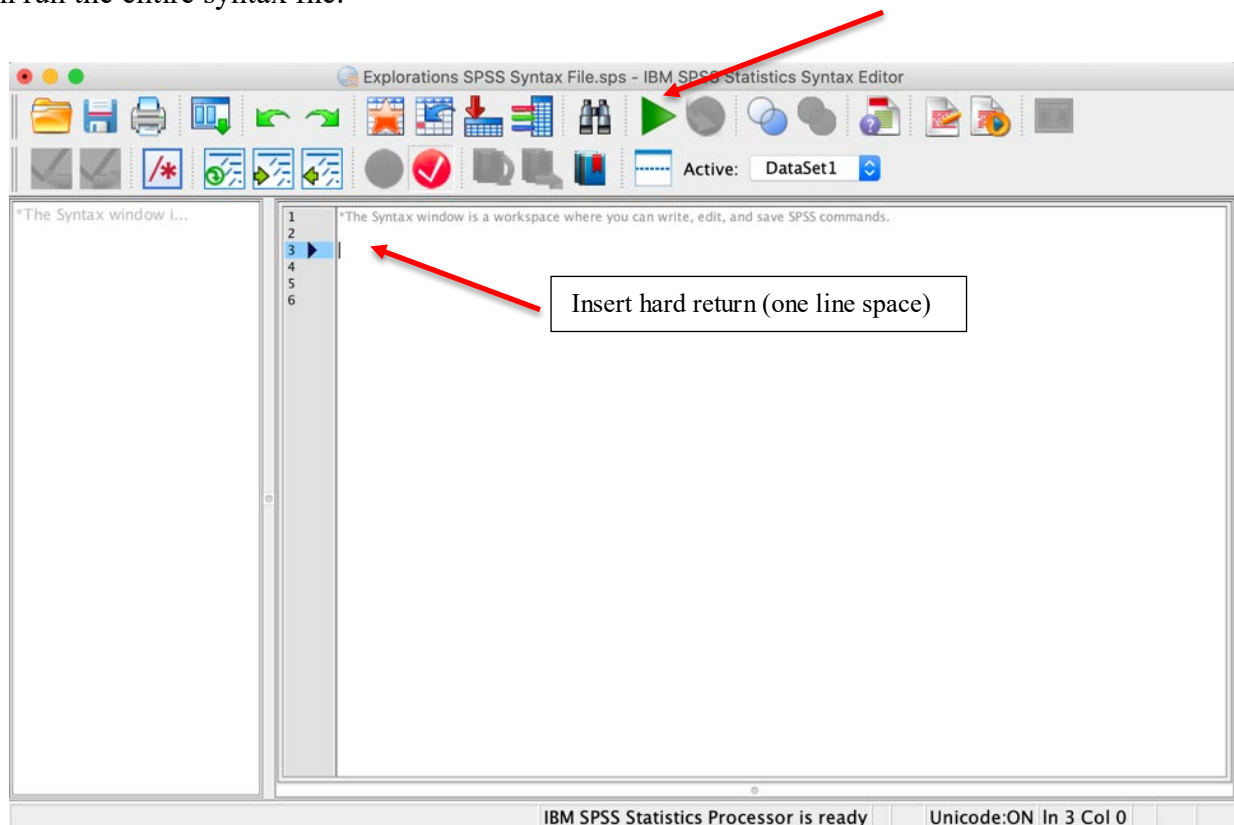 run the entire syntax file.
Explorations SPSS Syntax File.sps - IBM SPSS Statistics Syntax Editor
/*
Active: DataSet1
*The Syntax window i...
1 *The Syntax window is a workspace where you can write, edit, and save SPSS commands.
2
3
4
5
6
Insert hard return (one line space)
IBM SPSS Statistics Processor is ready Unicode:ON In 3 Col 0